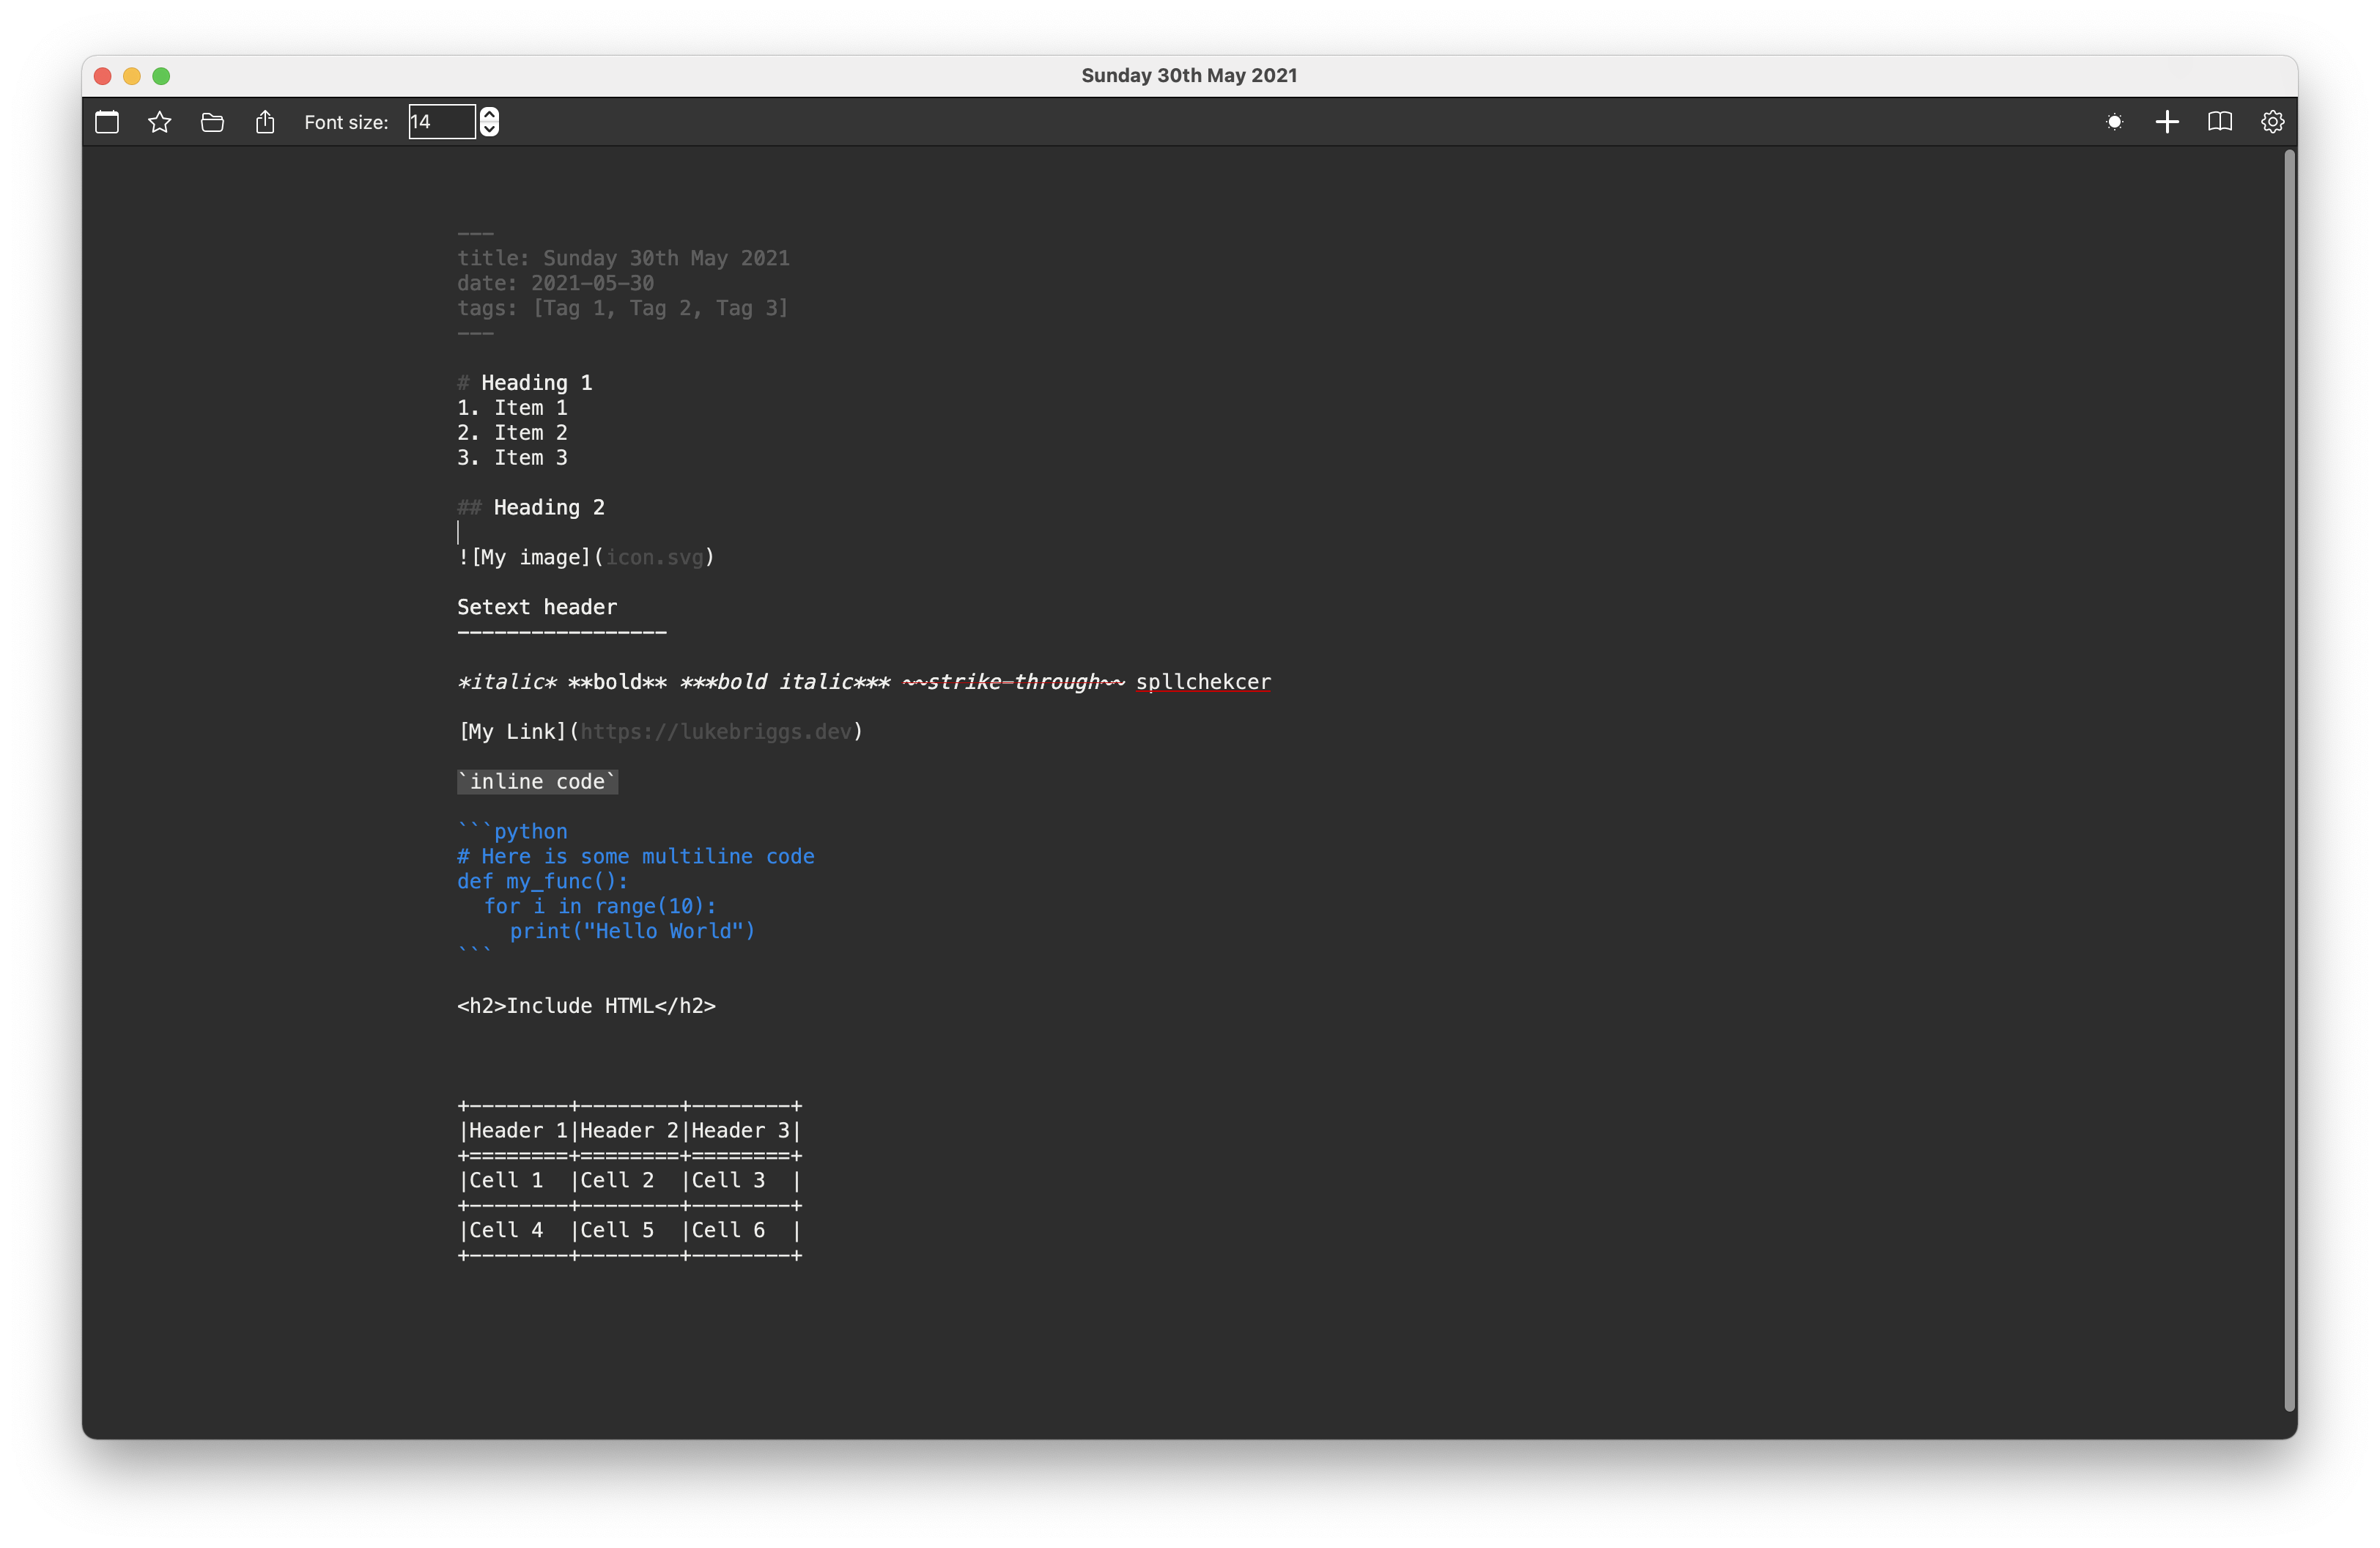 Sunday 30th May 2021
Font size: 14
---
title: Sunday 30th May 2021
date: 2021-05-30
tags: [Tag 1, Tag 2, Tag 3]
---
# Heading 1
1. Item 1
2. Item 2
3. Item 3
## Heading 2
![My image](icon.svg)
Setext header
-----------------
*italic* **bold** ***bold italic*** ~~strike-through~~ spllchekcer
[My Link](https://lukebriggs.dev)
`inline code`
```python
# Here is some multiline code
def my_func():
  for i in range(10):
    print("Hello World")
```
<h2>Include HTML</h2>
+--------+--------+--------+
|Header 1|Header 2|Header 3|
+========+========+========+
|Cell 1  |Cell 2  |Cell 3  |
+--------+--------+--------+
|Cell 4  |Cell 5  |Cell 6  |
+--------+--------+--------+